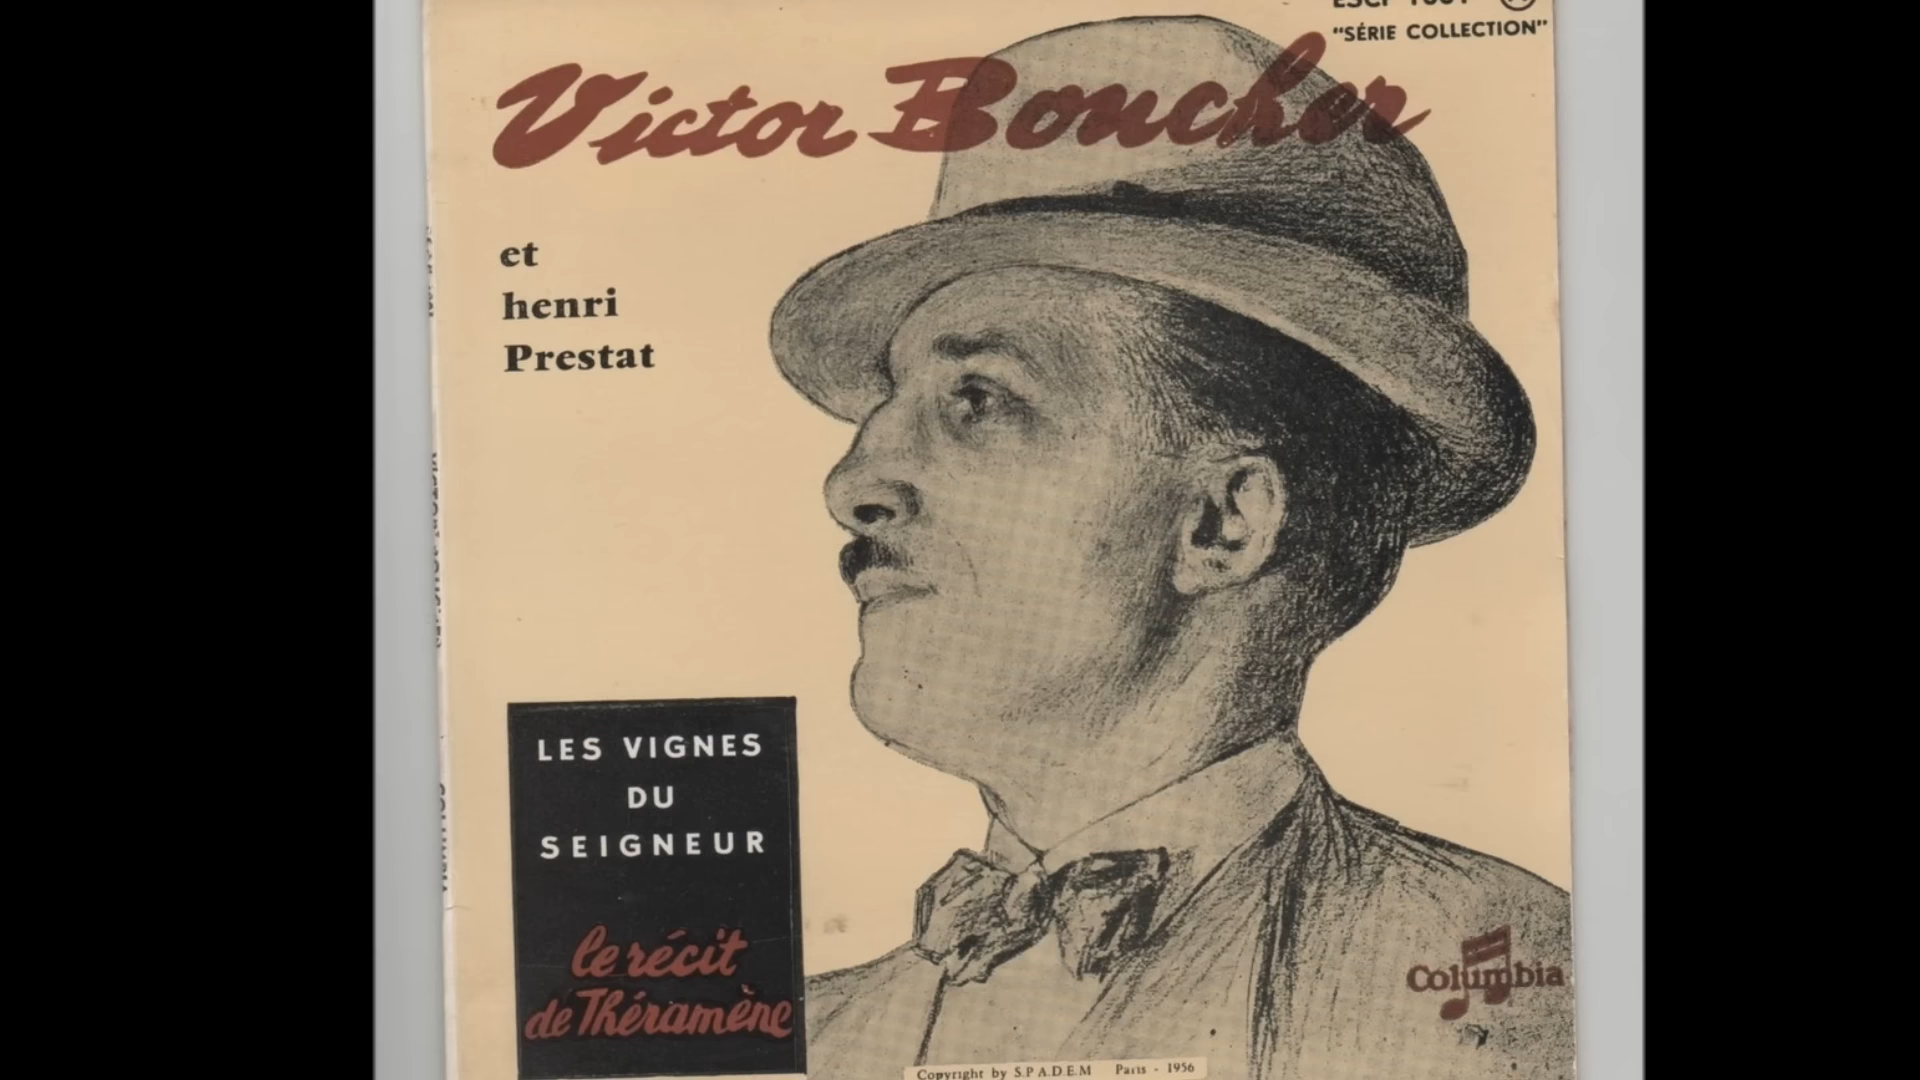 "SÉRIE COLLECTION"
Victor Boucher
et
henri
Prestat
LES VIGNES
DU
SEIGNEUR
le récit
de Théramène
Columbia
Copyright by S.P.A.D.E.M Paris - 1956